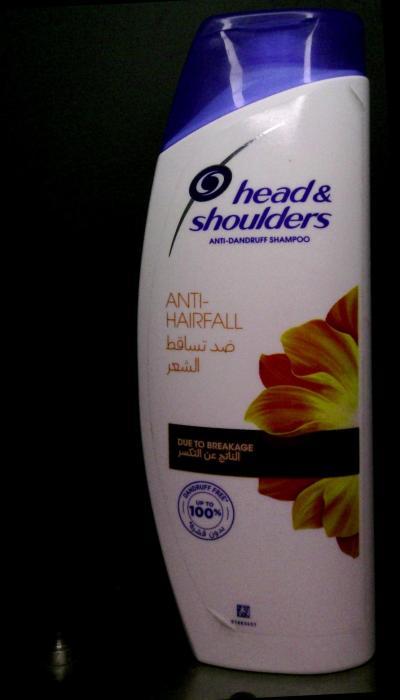 head &
shoulders
ANTI-DANDRUFF SHAMPOO
ANTI-
HAIRFALL
ضد تساقط
الشعر
DUE TO BREAKAGE
الناتج عن التكسر
DANDRUFF FREE*
UP TO
100%
بدون قشرة*